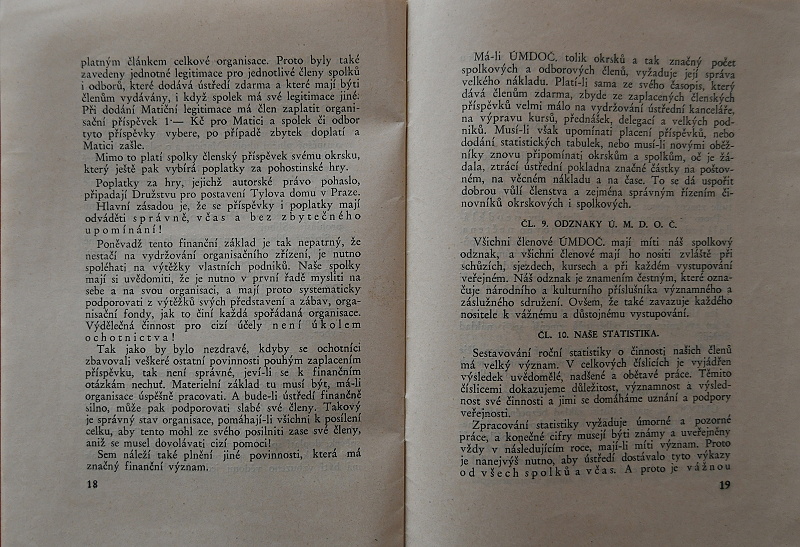 platným článkem celkové organisace. Proto byly také
zavedeny jednotné legitimace pro jednotlivé členy spolků
i odborů, které dodává ústředí zdarma a které mají býti
členům vydávány, i když spolek má své legitimace jiné.
Při dodání Matiční legitimace má člen zaplatit organi-
sační příspěvek 1·— Kč pro Matici a spolek či odbor
tyto příspěvky vybere, po případě zbytek doplatí a
Matici zašle.
Mimo to platí spolky členský příspěvek svému okrsku,
který ještě pak vybírá poplatky za pohostinské hry.
Poplatky za hry, jejichž autorské právo pohaslo,
připadají Družstvu pro postavení Tylova domu v Praze.
Hlavní zásadou je, že se příspěvky i poplatky mají
odváděti správně, včas a bez zbytečného
upomínání!
Poněvadž tento finanční základ je tak nepatrný, že
nestačí na vydržování organisačního zřízení, je nutno
spoléhati na výtěžky vlastních podniků. Naše spolky
mají si uvědomiti, že je nutno v první řadě mysliti na
sebe a na svou organisaci, a mají proto systematicky
podporovati z výtěžků svých představení a zábav, orga-
nisační fondy, jak to činí každá spořádaná organisace.
Výdělečná činnost pro cizí účely není úkolem
ochotnictva!
Tak jako by bylo nezdravé, kdyby se ochotníci
zbavovali veškeré ostatní povinnosti pouhým zaplacením
příspěvku, tak není správné, jeví-li se k finančním
otázkám nechuť. Materielní základ tu musí být, má-li
organisace úspěšně pracovati. A bude-li ústředí finančně
silno, může pak podporovati slabé své členy. Takový
je správný stav organisace, pomáhají-li všichni k posílení
celku, aby tento mohl ze svého posilniti zase své členy,
aniž se musel dovolávati cizí pomoci!
Sem náleží také plnění jiné povinnosti, která má
značný finanční význam.
18
Má-li ÚMDOČ. tolik okrsků a tak značný počet
spolkových a odborových členů, vyžaduje její správa
velkého nákladu. Platí-li sama ze svého časopis, který
dává členům zdarma, zbyde ze zaplacených členských
příspěvků velmi málo na vydržování ústřední kanceláře,
na výpravu kursů, přednášek, delegací a velkých pod-
niků. Musí-li však upomínati placení příspěvků, nebo
dodání statistických tabulek, nebo musí-li novými oběž-
níky znovu připomínati okrskům a spolkům, oč je žá-
dala, ztrácí ústřední pokladna značné částky na poštov-
ném, na věcném nákladu a na čase. To se dá uspořit
dobrou vůlí členstva a zejména správným řízením či-
novníků okrskových i spolkových.
ČL. 9. ODZNAKY Ú. M. D. O. Č.
Všichni členové ÚMDOČ. mají míti náš spolkový
odznak, a všichni členové mají ho nositi zvláště při
schůzích, sjezdech, kursech a při každém vystupování
veřejném. Náš odznak je znamením čestným, které ozna-
čuje národního a kulturního příslušníka významného a
záslužného sdružení. Ovšem, že také zavazuje každého
nositele k vážnému a důstojnému vystupování.
ČL. 10. NAŠE STATISTIKA.
Sestavování roční statistiky o činnosti našich členů
má velký význam. V celkových číslicích je vyjádřen
výsledek uvědomělé, nadšené a obětavé práce. Těmito
číslicemi dokazujeme důležitost, významnost a výsled-
nost své činnosti a jimi se domáháme uznání a podpory
veřejnosti.
Zpracování statistiky vyžaduje úmorné a pozorné
práce, a konečné cifry musejí býti známy a uveřejněny
vždy v následujícím roce, mají-li míti význam. Proto
je nanejvýš nutno, aby ústředí dostávalo tyto výkazy
od všech spolků a včas. A proto je vážnou
19